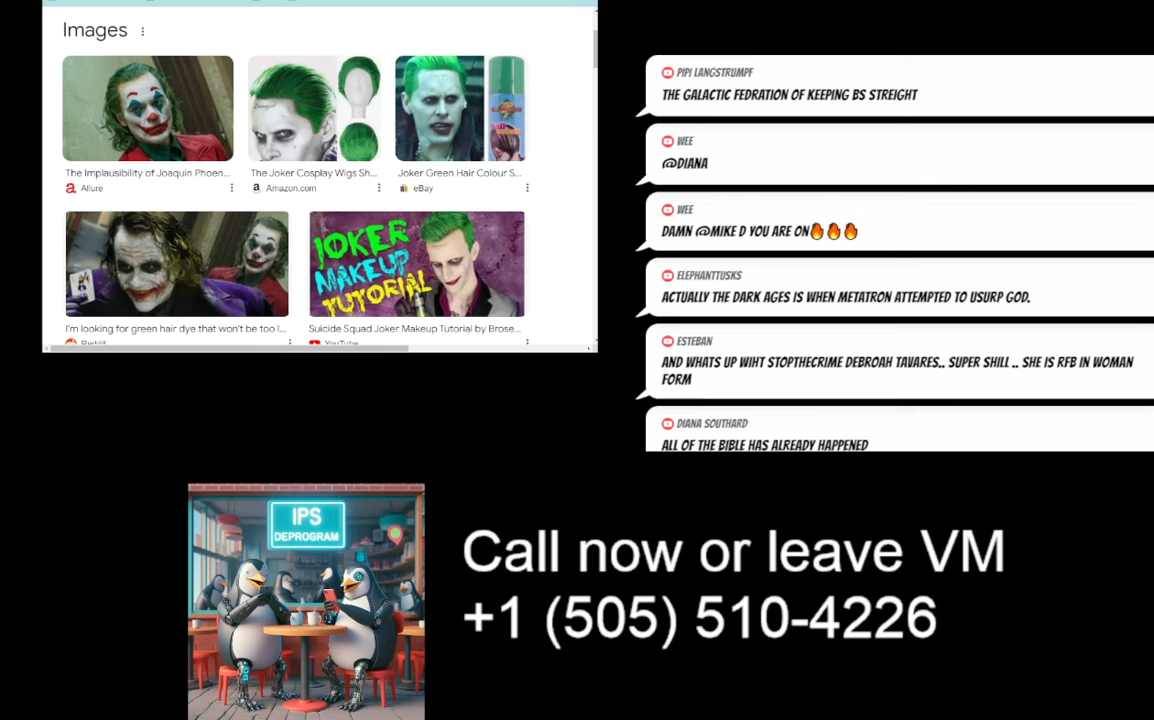 Images
The Implausibility of Joaquin Phoen...
Allure
The Joker Cosplay Wigs Sh...
Amazon.com
Joker Green Hair Colour S...
eBay
JOKER
MAKEUP
TUTORIAL
I'm looking for green hair dye that won't be too l...
Reddit
Suicide Squad Joker Makeup Tutorial by Brose...
YouTube
PIPI LANGSTRUMPF
THE GALACTIC FEDRATION OF KEEPING BS STREIGHT
WEE
@DIANA
WEE
DAMN @MIKE D YOU ARE ON🔥🔥🔥
ELEPHANTTUSKS
ACTUALLY THE DARK AGES IS WHEN METATRON ATTEMPTED TO USURP GOD.
ESTEBAN
AND WHATS UP WIHT STOPTHECRIME DEBROAH TAVARES.. SUPER SHILL .. SHE IS RFB IN WOMAN
FORM
DIANA SOUTHARD
ALL OF THE BIBLE HAS ALREADY HAPPENED
IPS
DEPROGRAM
Call now or leave VM
+1 (505) 510-4226